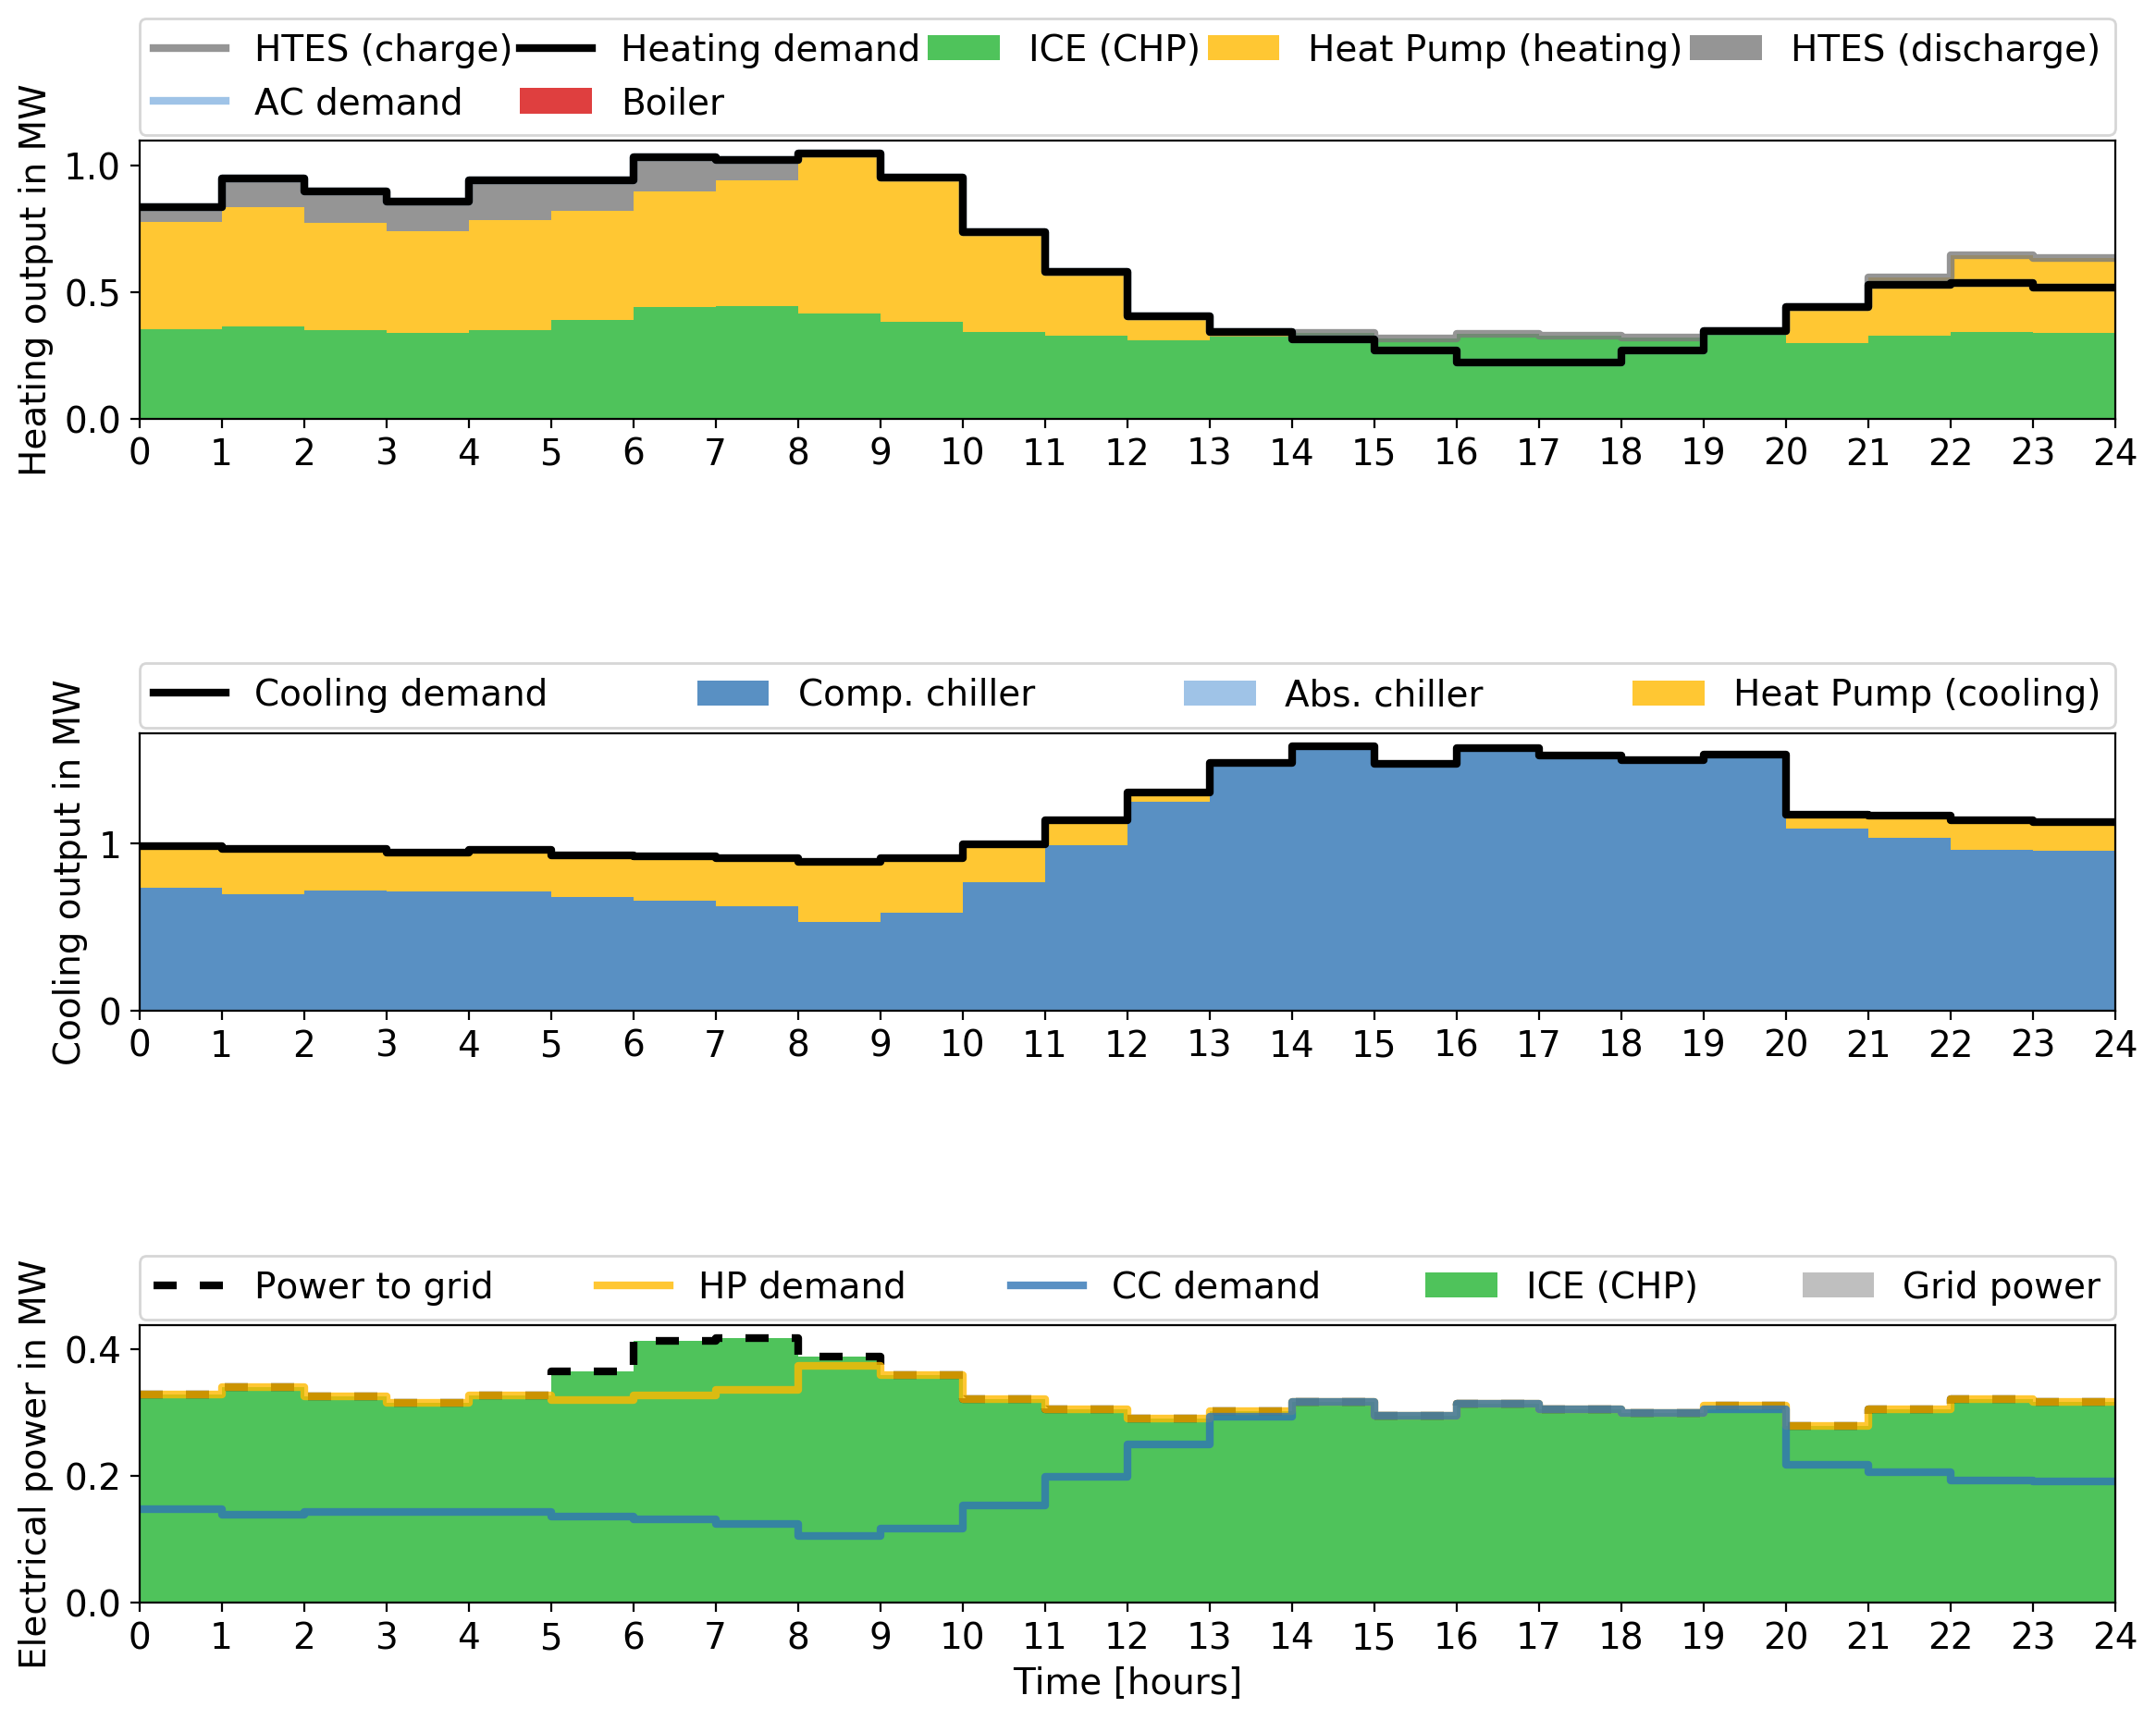 HTES (charge) Heating demand ICE (CHP) Heat Pump (heating) HTES (discharge)
AC demand Boiler
Heating output in MW
1.0
0.5
0.0
0 1 2 3 4 5 6 7 8 9 10 11 12 13 14 15 16 17 18 19 20 21 22 23 24
Cooling demand Comp. chiller Abs. chiller Heat Pump (cooling)
Cooling output in MW
1
0
0 1 2 3 4 5 6 7 8 9 10 11 12 13 14 15 16 17 18 19 20 21 22 23 24
Power to grid HP demand CC demand ICE (CHP) Grid power
Electrical power in MW
0.4
0.2
0.0
0 1 2 3 4 5 6 7 8 9 10 11 12 13 14 15 16 17 18 19 20 21 22 23 24
Time [hours]